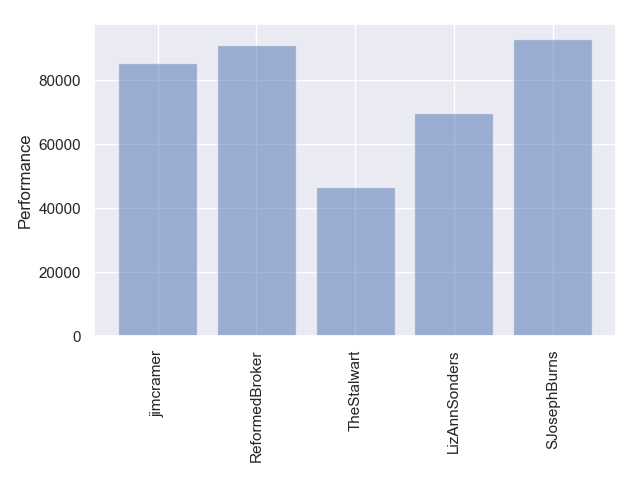 80000
60000
40000
20000
0
Performance
jimcramer
ReformedBroker
TheStalwart
LizAnnSonders
SJosephBurns